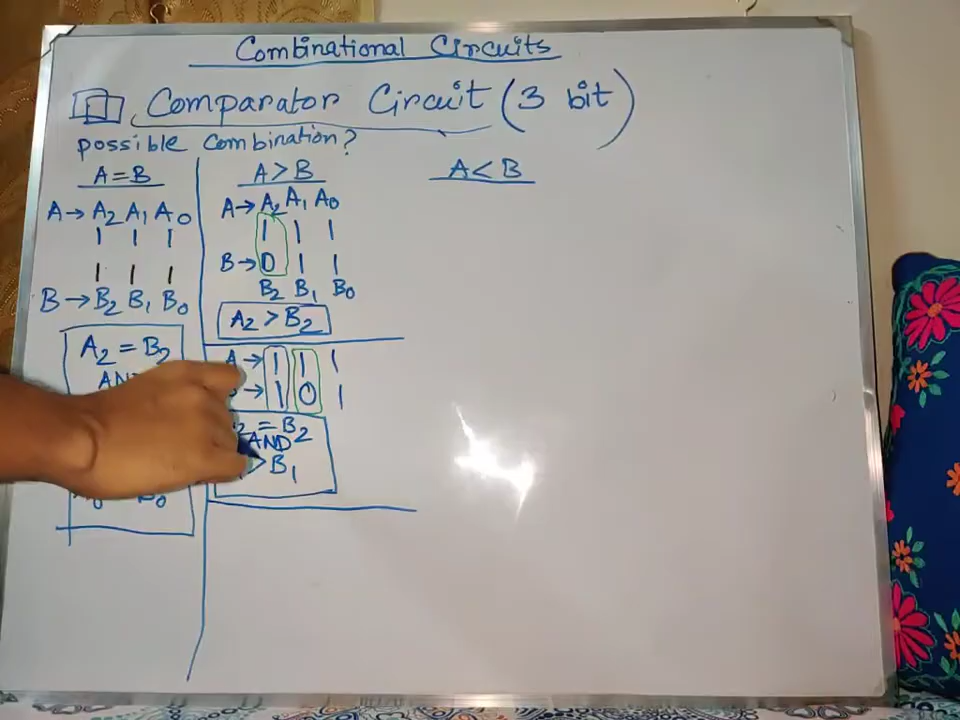 Combinational Circuits
Comparator Circuit (3 bit)
possible combination?
A=B
A→ A2 A1 A0
1 1 1
1 1 1
B→ B2 B1 B0
A2 = B2
A>B
A→ A2 A1 A0
1 1 1
B→ 0 1 1
B2 B1 B0
A2 > B2
→ 1 1 1
→ 1 0 1
2 = B2
AND
> B1
A<B